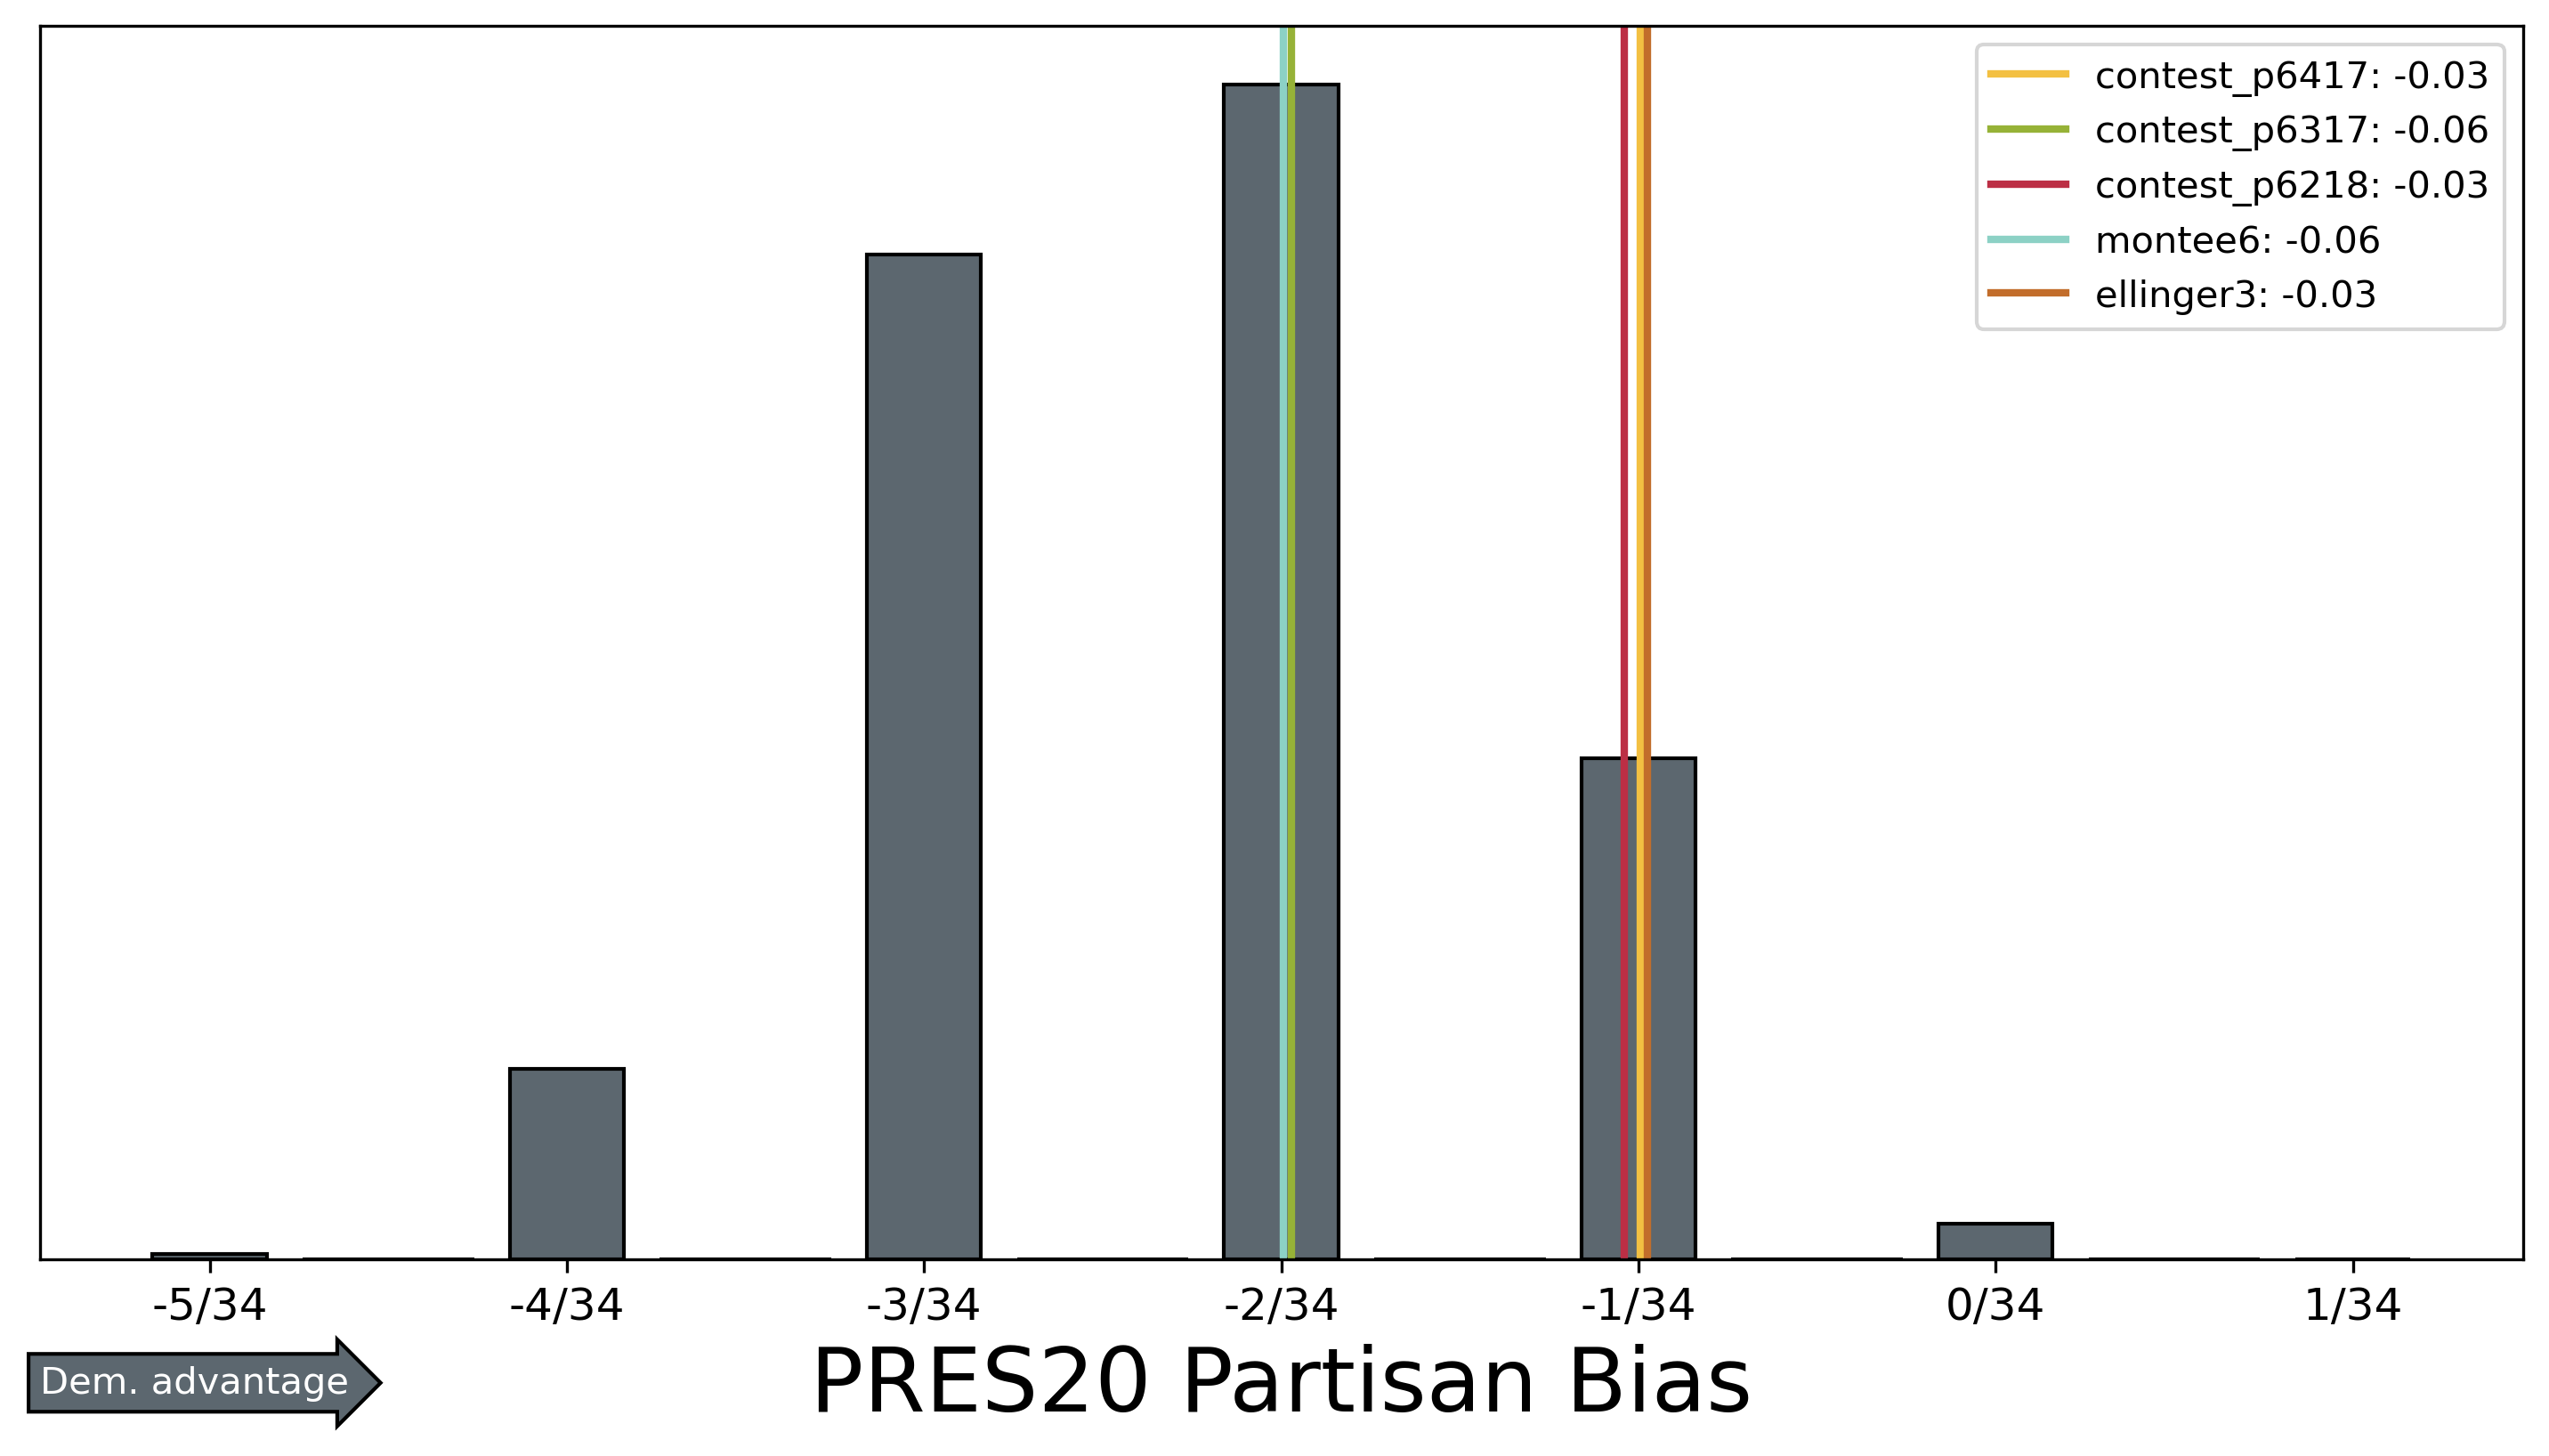 contest_p6417: -0.03
contest_p6317: -0.06
contest_p6218: -0.03
montee6: -0.06
ellinger3: -0.03
-5/34 -4/34 -3/34 -2/34 -1/34 0/34 1/34
Dem. advantage
PRES20 Partisan Bias